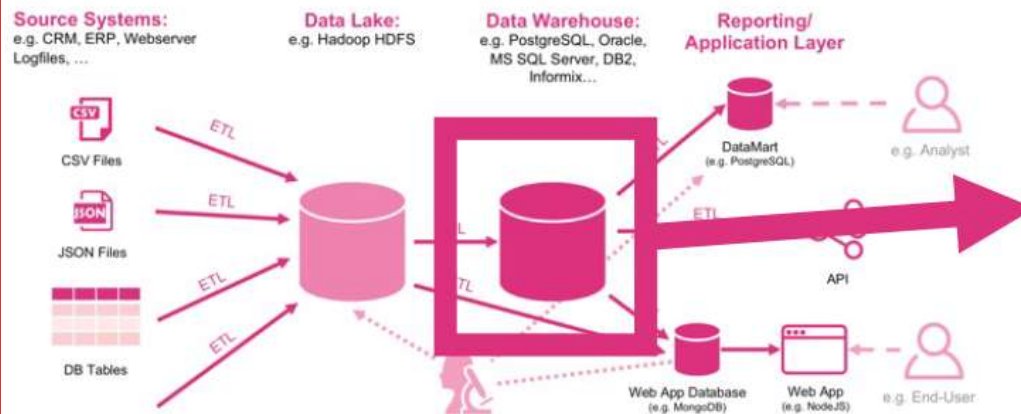 Source Systems:
e.g. CRM, ERP, Webserver
Logfiles, …
Data Lake:
e.g. Hadoop HDFS
Data Warehouse:
e.g. PostgreSQL, Oracle,
MS SQL Server, DB2,
Informix…
Reporting/
Application Layer
CSV
CSV Files
ETL
JSON
JSON Files
ETL
DB Tables
ETL
ETL
ETL
DataMart
(e.g. PostgreSQL)
e.g. Analyst
API
Web App Database
(e.g. MongoDB)
Web App
(e.g. NodeJS)
e.g. End-User